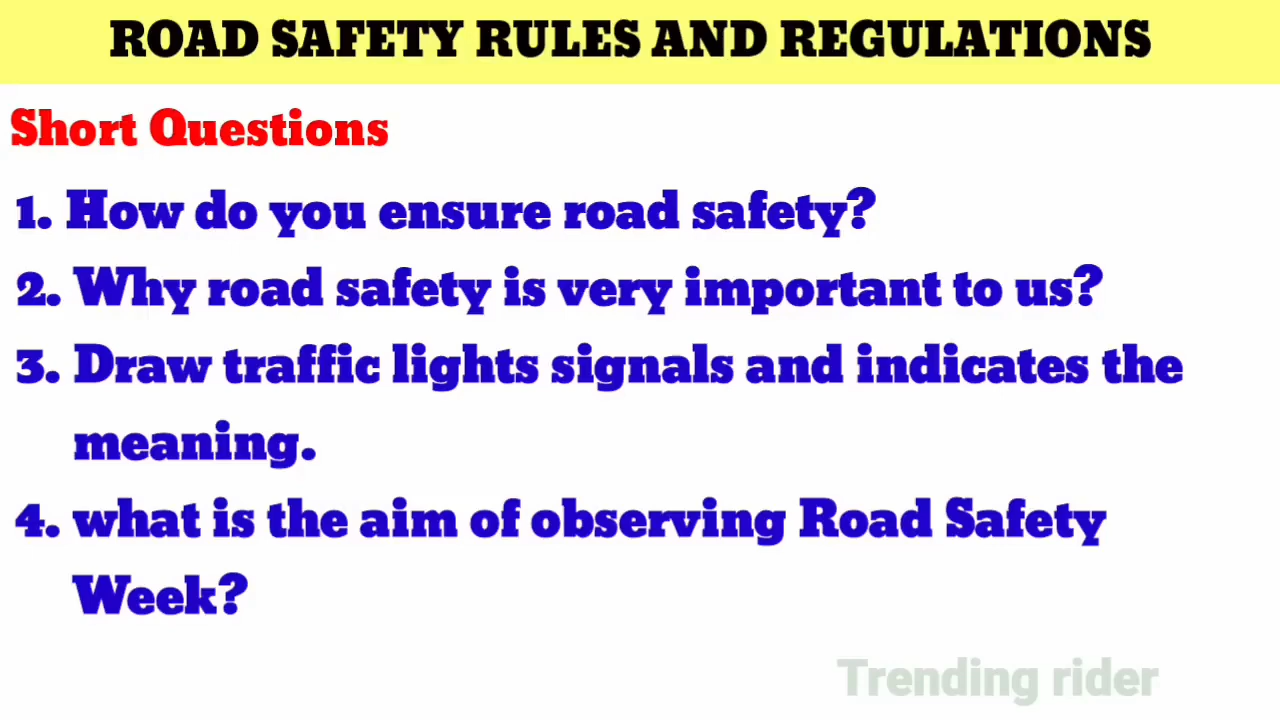 ROAD SAFETY RULES AND REGULATIONS
Short Questions
1. How do you ensure road safety?
2. Why road safety is very important to us?
3. Draw traffic lights signals and indicates the
meaning.
4. what is the aim of observing Road Safety
Week?
Trending rider